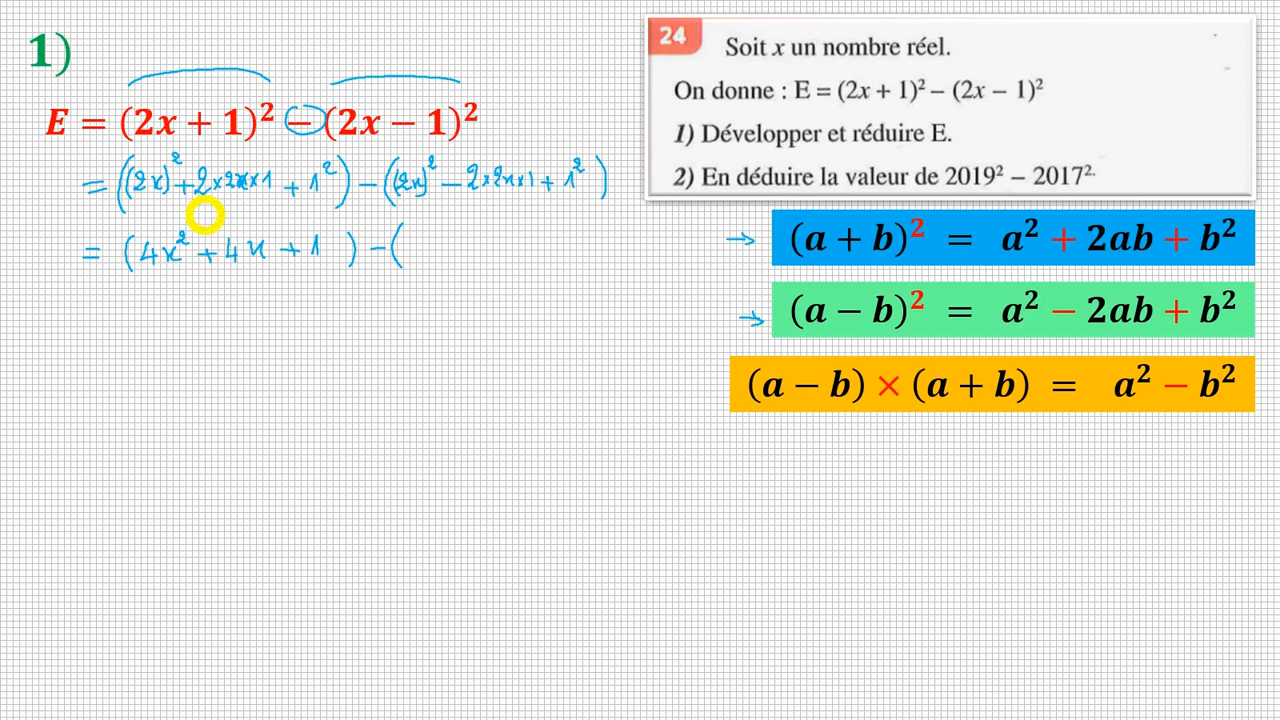 1)
E = (2x + 1)² − (2x − 1)²
= ((2x)² + 2×2x×1 + 1²) − ((2x)² − 2×2x×1 + 1²)
= (4x² + 4x + 1) − (
24
Soit x un nombre réel.
On donne : E = (2x + 1)² – (2x – 1)²
1) Développer et réduire E.
2) En déduire la valeur de 2019² – 2017².
→ (a + b)² = a² + 2ab + b²
→ (a − b)² = a² − 2ab + b²
(a − b) × (a + b) = a² − b²